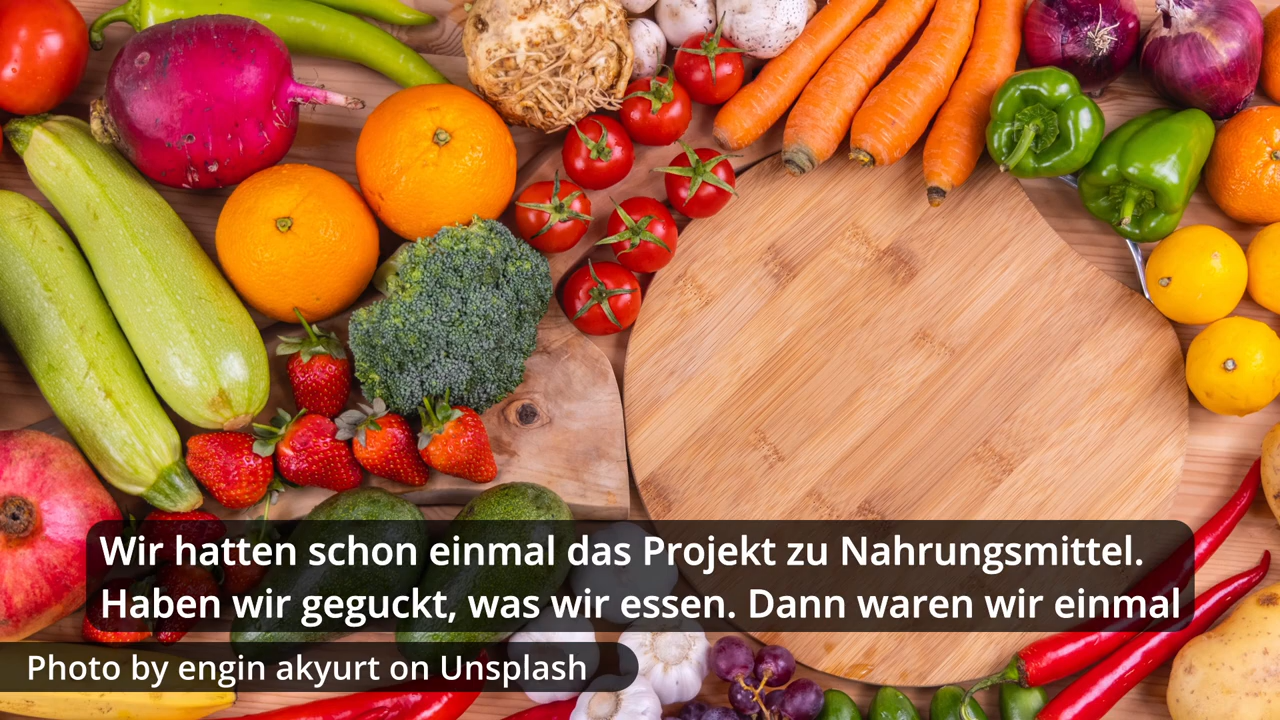 Wir hatten schon einmal das Projekt zu Nahrungsmittel.
Haben wir geguckt, was wir essen. Dann waren wir einmal
Photo by engin akyurt on Unsplash